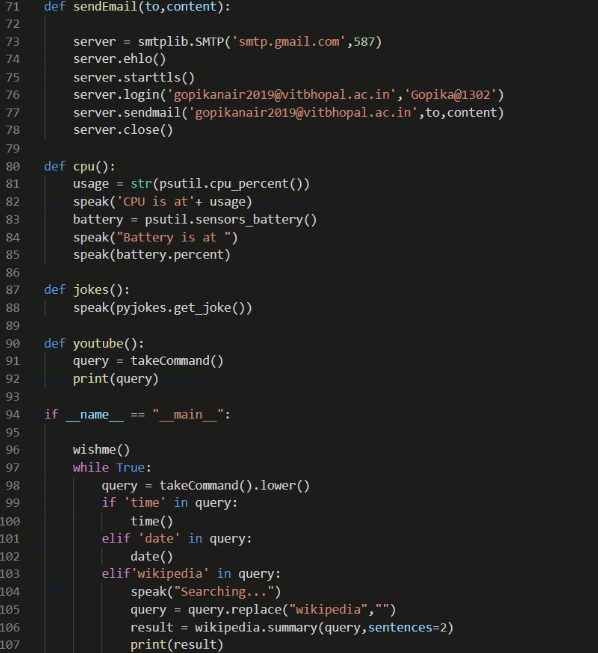 71 def sendEmail(to,content):
72
73 server = smtplib.SMTP('smtp.gmail.com',587)
74 server.ehlo()
75 server.starttls()
76 server.login('gopikanair2019@vitbhopal.ac.in','Gopika@1302')
77 server.sendmail('gopikanair2019@vitbhopal.ac.in',to,content)
78 server.close()
79
80 def cpu():
81 usage = str(psutil.cpu_percent())
82 speak('CPU is at'+ usage)
83 battery = psutil.sensors_battery()
84 speak("Battery is at ")
85 speak(battery.percent)
86
87 def jokes():
88 speak(pyjokes.get_joke())
89
90 def youtube():
91 query = takeCommand()
92 print(query)
93
94 if __name__ == "__main__":
95
96 wishme()
97 while True:
98 query = takeCommand().lower()
99 if 'time' in query:
100 time()
101 elif 'date' in query:
102 date()
103 elif'wikipedia' in query:
104 speak("Searching...")
105 query = query.replace("wikipedia","")
106 result = wikipedia.summary(query,sentences=2)
107 print(result)